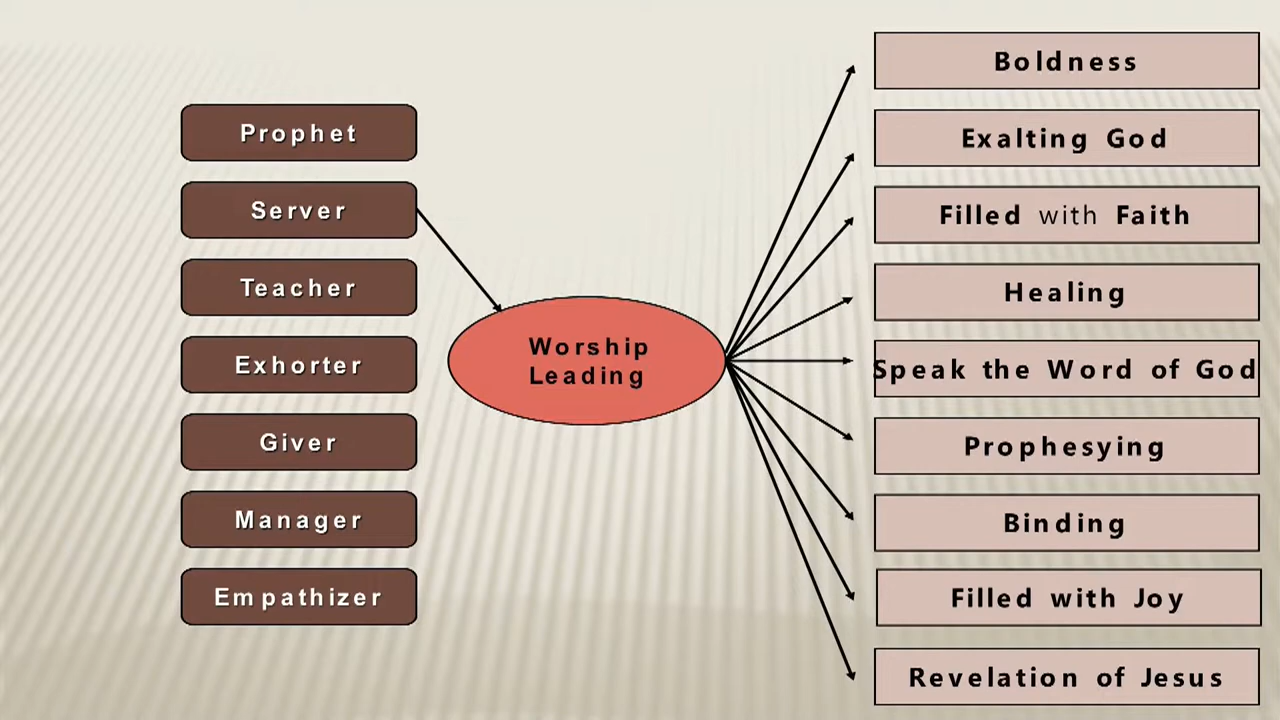 Prophet
Server
Teacher
Exhorter
Giver
Manager
Empathizer
Worship
Leading
Boldness
Exalting God
Filled with Faith
Healing
Speak the Word of God
Prophesying
Binding
Filled with Joy
Revelation of Jesus